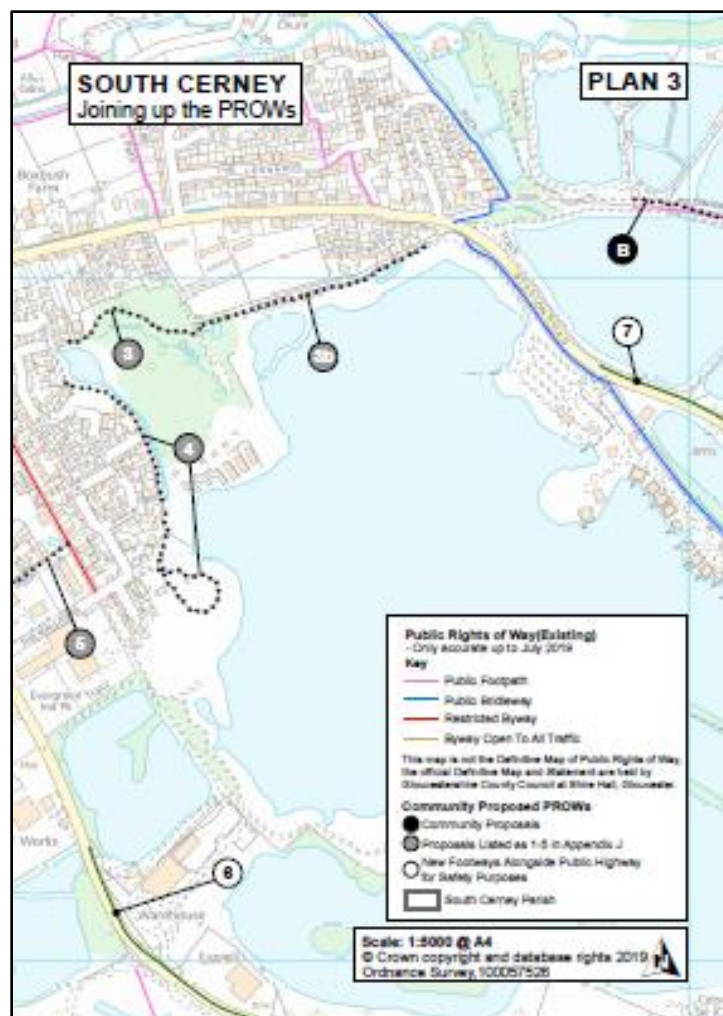 SOUTH CERNEY
Joining up the PROWs
PLAN 3
Boxbush
Farm
B
7
3
3b
4
5
Works
6
Warehouse
Public Rights of Way(Existing)
- Only accurate up to July 2019
Key
Public Footpath
Public Bridleway
Restricted Byway
Byway Open To All Traffic
This map is not the Definitive Map of Public Rights of Way,
the official Definitive Map and Statement are held by
Gloucestershire County Council at Shire Hall, Gloucester.
Community Proposed PROWs
Community Proposals
Proposals Listed as 1-5 in Appendix J
New Footways Alongside Public Highway
for Safety Purposes
South Cerney Parish
Scale: 1:5000 @ A4
© Crown copyright and database rights 2019
Ordnance Survey,100057526